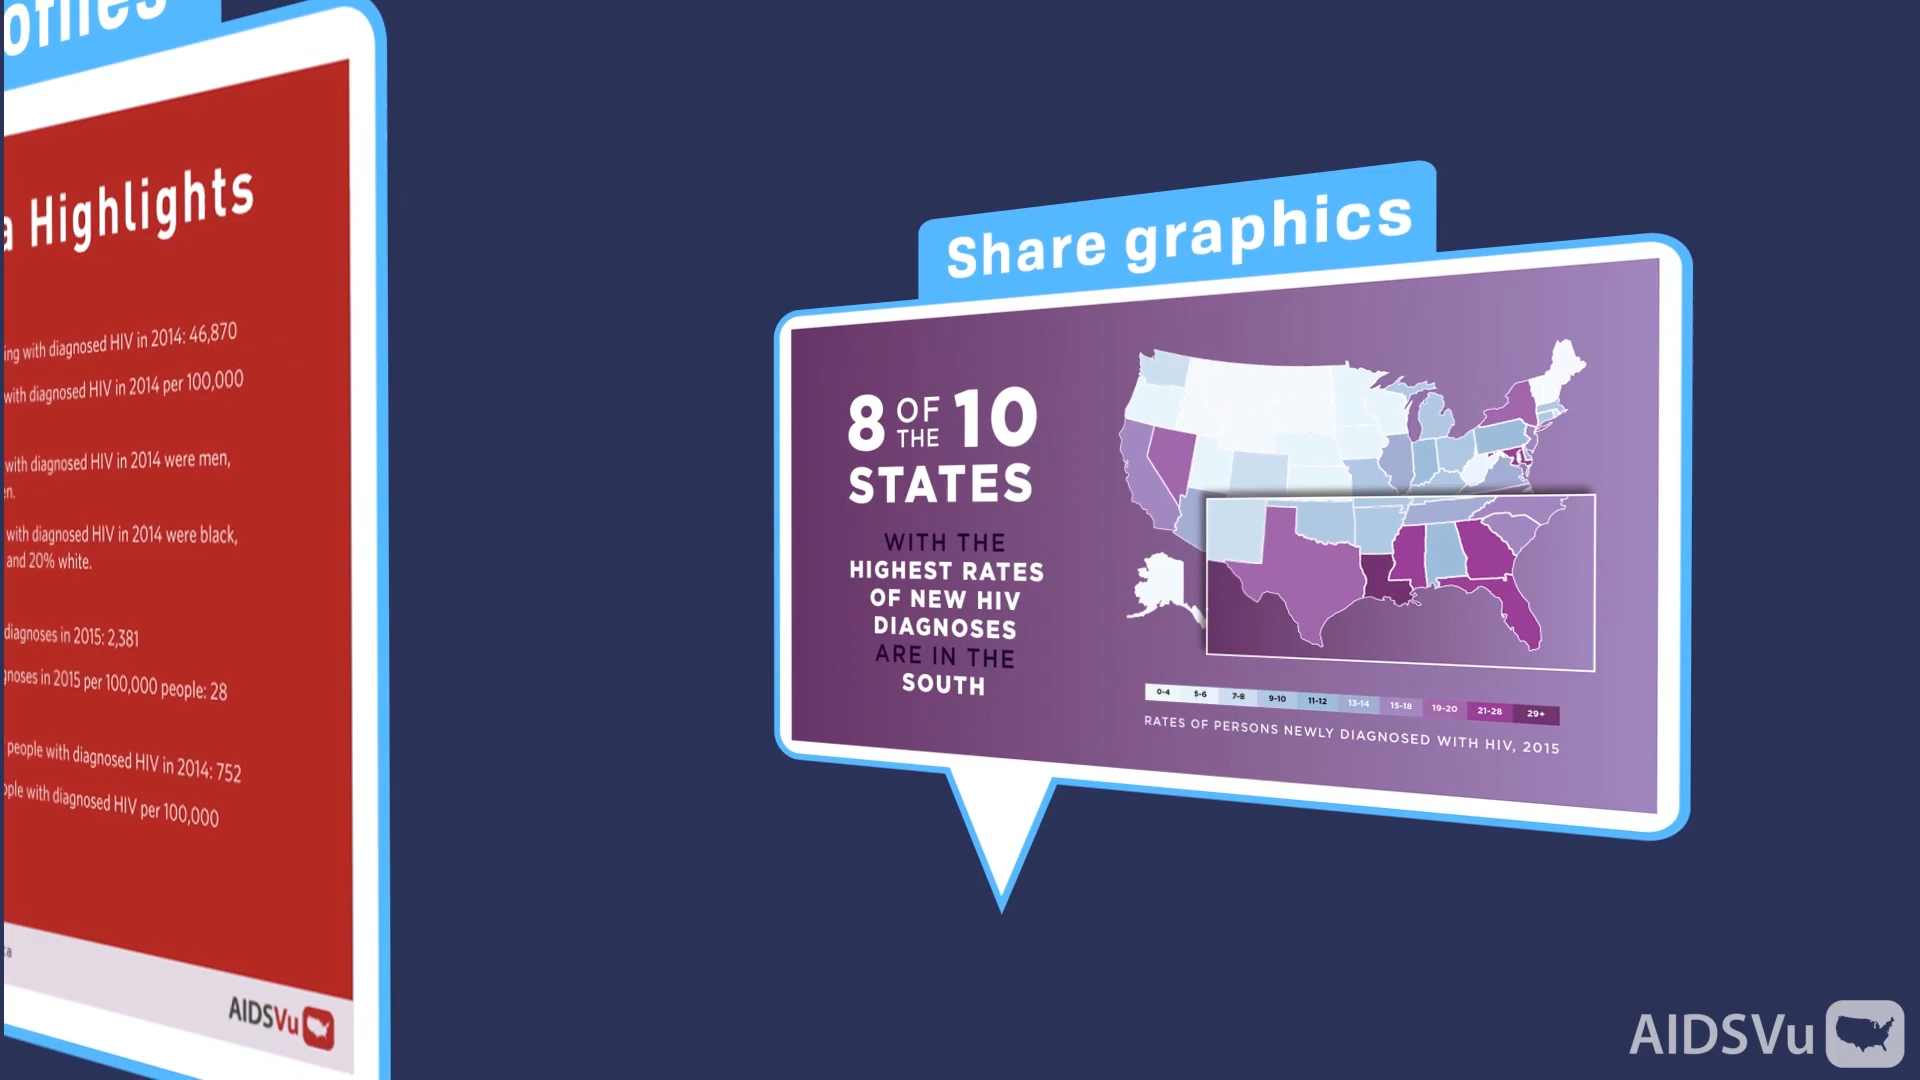 Highlights
with diagnosed HIV in 2014: 46,870
with diagnosed HIV in 2014 per 100,000
with diagnosed HIV in 2014 were men,
with diagnosed HIV in 2014 were black,
and 20% white.
diagnoses in 2015: 2,381
in 2015 per 100,000 people: 28
people with diagnosed HIV in 2014: 752
with diagnosed HIV per 100,000
AIDSVu
Share graphics
8 OF THE 10
STATES
WITH THE
HIGHEST RATES
OF NEW HIV
DIAGNOSES
ARE IN THE
SOUTH
0-4 5-6 7-8 9-10 11-12 13-14 15-18 19-20 21-28 29+
RATES OF PERSONS NEWLY DIAGNOSED WITH HIV, 2015
AIDSVu